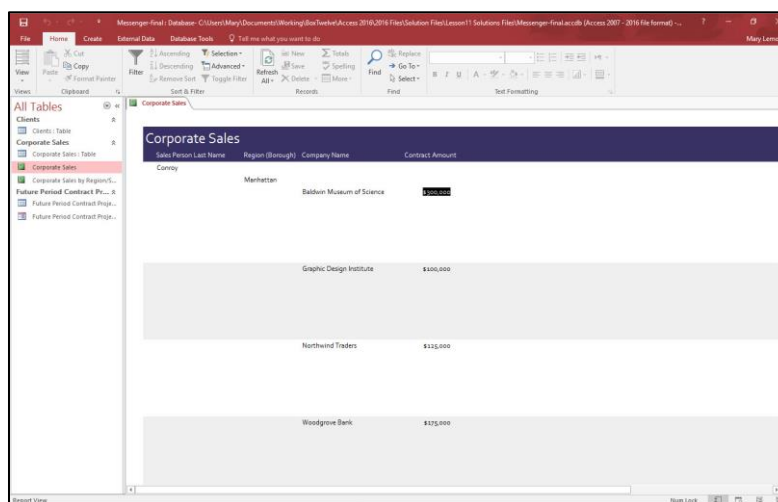 Messenger-final : Database- C:\Users\Mary\Documents\Working\BoxTwelve\Access 2016\2016 Files\Solution Files\Lesson11 Solutions Files\Messenger-final.accdb (Access 2007 - 2016 file format) -...
File Home Create External Data Database Tools Tell me what you want to do Mary Lemo
View
Paste
Cut
Copy
Format Painter
Filter
Ascending
Descending
Remove Sort
Selection
Advanced
Toggle Filter
Refresh All
New
Save
Delete
Totals
Spelling
More
Find
Replace
Go To
Select
B I U
Views Clipboard Sort & Filter Records Find Text Formatting
All Tables
Clients
Clients : Table
Corporate Sales
Corporate Sales : Table
Corporate Sales
Corporate Sales by Region/S...
Future Period Contract Pr...
Future Period Contract Proje...
Future Period Contract Proje...
Corporate Sales
Corporate Sales
Sales Person Last Name Region (Borough) Company Name Contract Amount
Conroy
Manhattan
Baldwin Museum of Science $300,000
Graphic Design Institute $100,000
Northwind Traders $125,000
Woodgrove Bank $175,000
Report View Num Lock